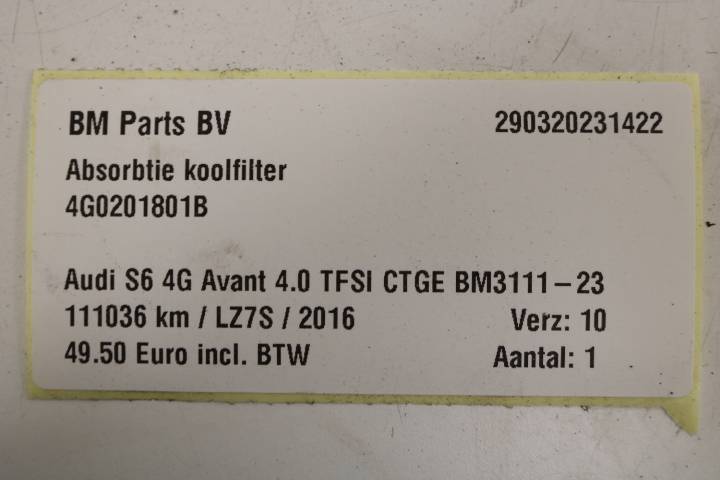 BM Parts BV 290320231422
Absorbtie koolfilter
4G0201801B
Audi S6 4G Avant 4.0 TFSI CTGE BM3111-23
111036 km / LZ7S / 2016 Verz: 10
49.50 Euro incl. BTW Aantal: 1